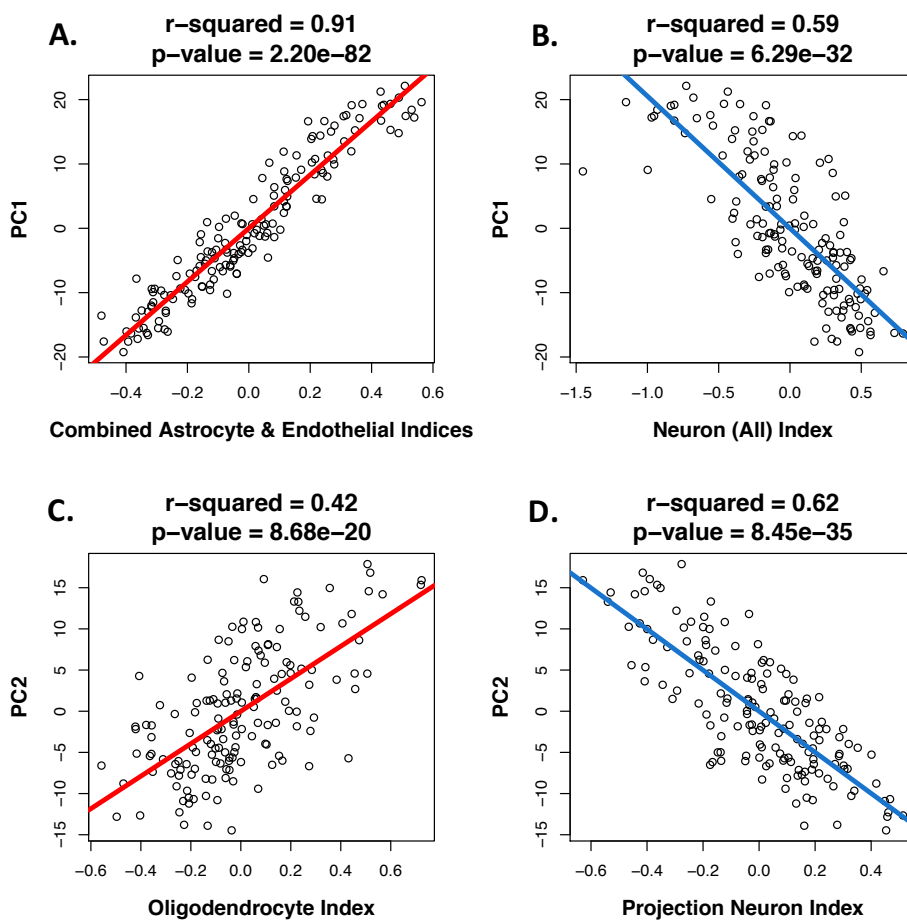 A.
r−squared = 0.91
p−value = 2.20e−82
PC1
20
10
0
−10
−20
−0.4
−0.2
0.0
0.2
0.4
0.6
Combined Astrocyte & Endothelial Indices
B.
r−squared = 0.59
p−value = 6.29e−32
PC1
20
10
0
−10
−20
−1.5
−1.0
−0.5
0.0
0.5
Neuron (All) Index
C.
r−squared = 0.42
p−value = 8.68e−20
PC2
15
10
5
0
−5
−10
−15
−0.6
−0.4
−0.2
0.0
0.2
0.4
0.6
Oligodendrocyte Index
D.
r−squared = 0.62
p−value = 8.45e−35
PC2
15
10
5
0
−5
−10
−15
−0.6
−0.4
−0.2
0.0
0.2
0.4
Projection Neuron Index